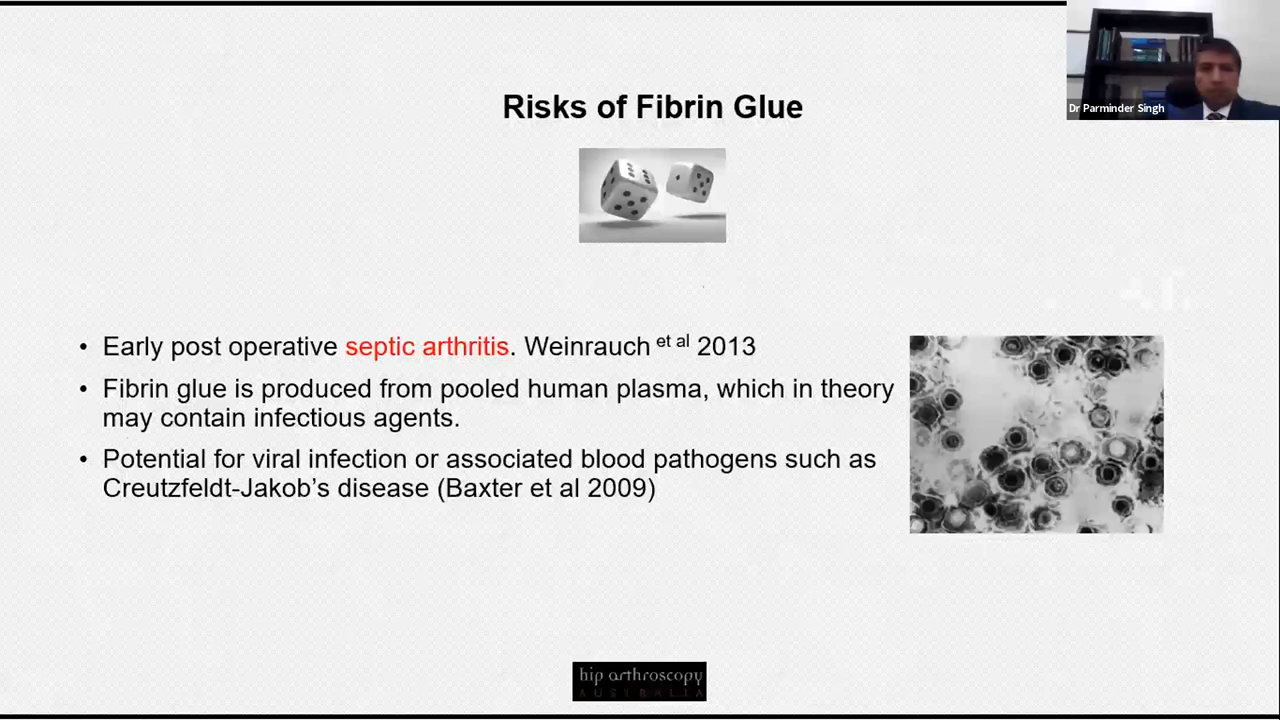 Dr Parminder Singh
Risks of Fibrin Glue
• Early post operative septic arthritis. Weinrauch et al 2013
• Fibrin glue is produced from pooled human plasma, which in theory
may contain infectious agents.
• Potential for viral infection or associated blood pathogens such as
Creutzfeldt-Jakob’s disease (Baxter et al 2009)
hip arthroscopy
AUSTRALIA